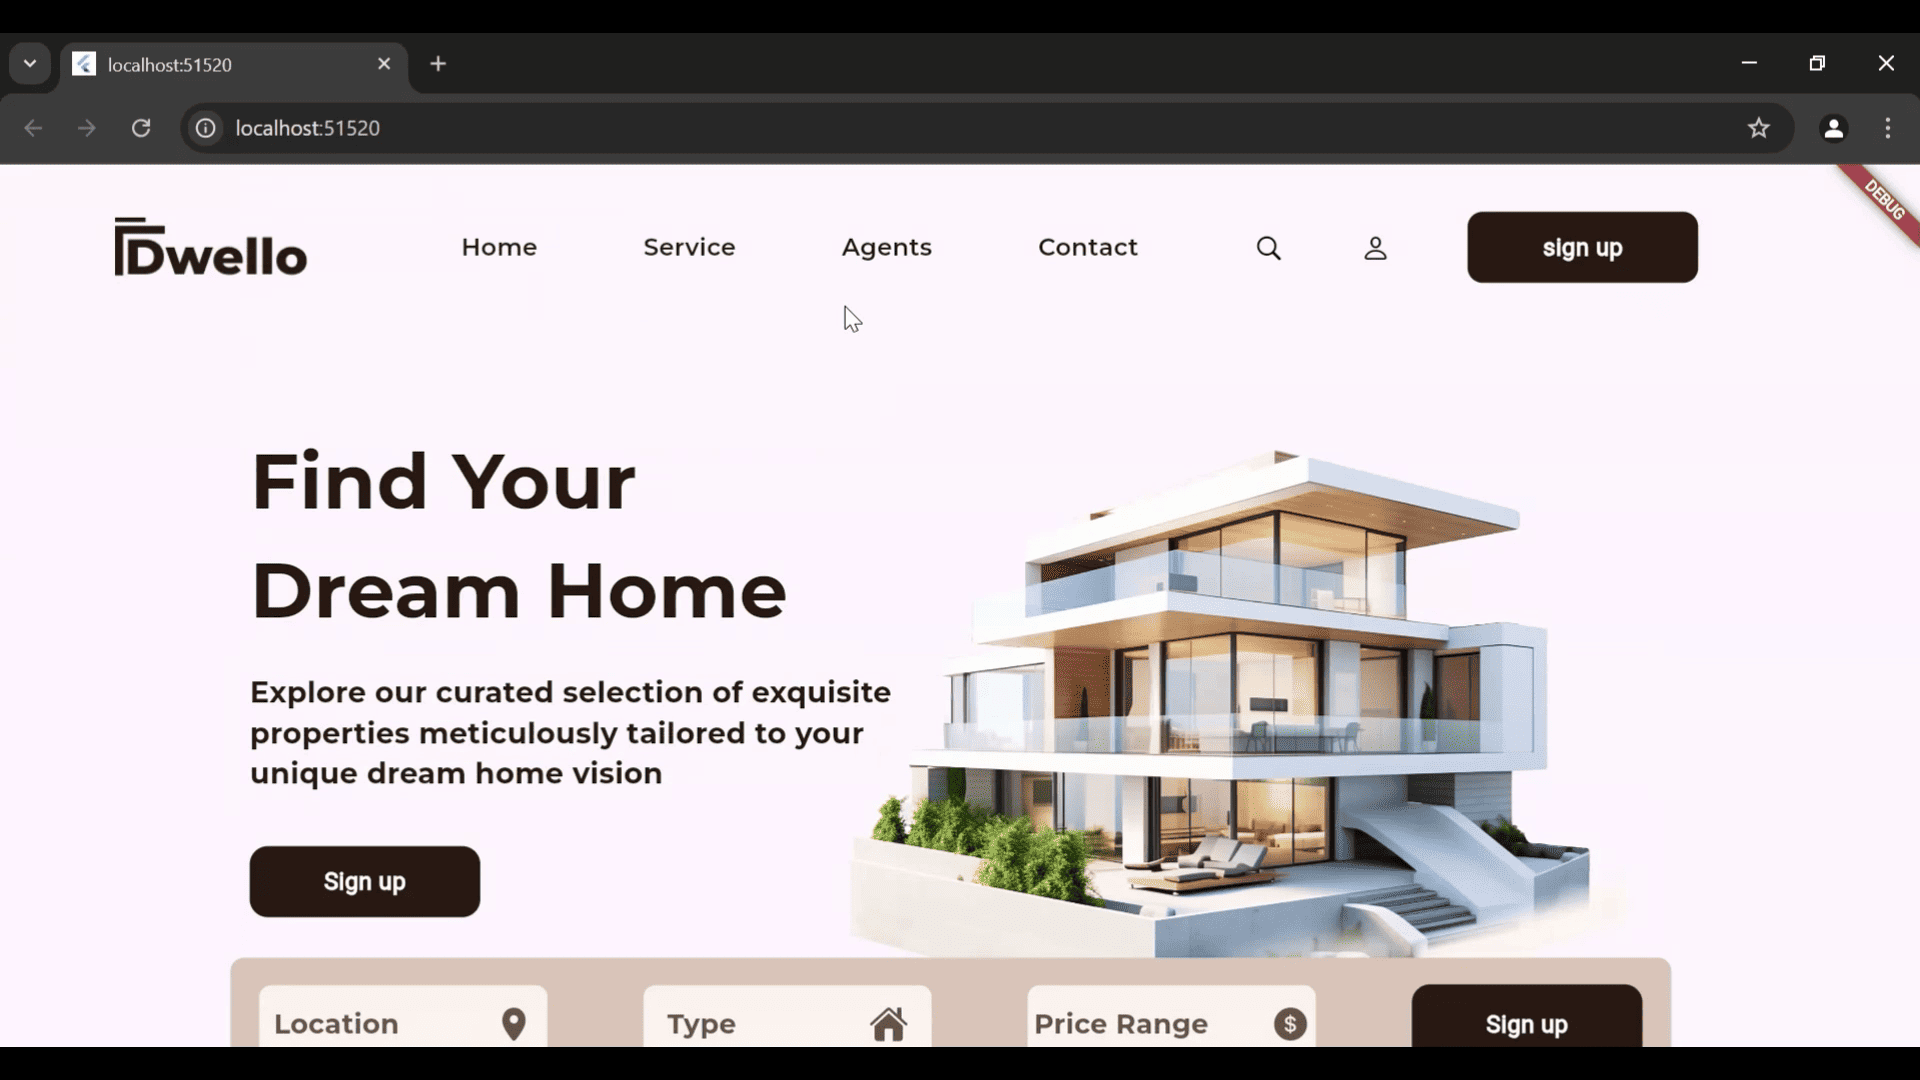 localhost:51520
localhost:51520
DEBUG
Dwello
Home
Service
Agents
Contact
sign up
Find Your
Dream Home
Explore our curated selection of exquisite
properties meticulously tailored to your
unique dream home vision
Sign up
Location
Type
Price Range
$
Sign up